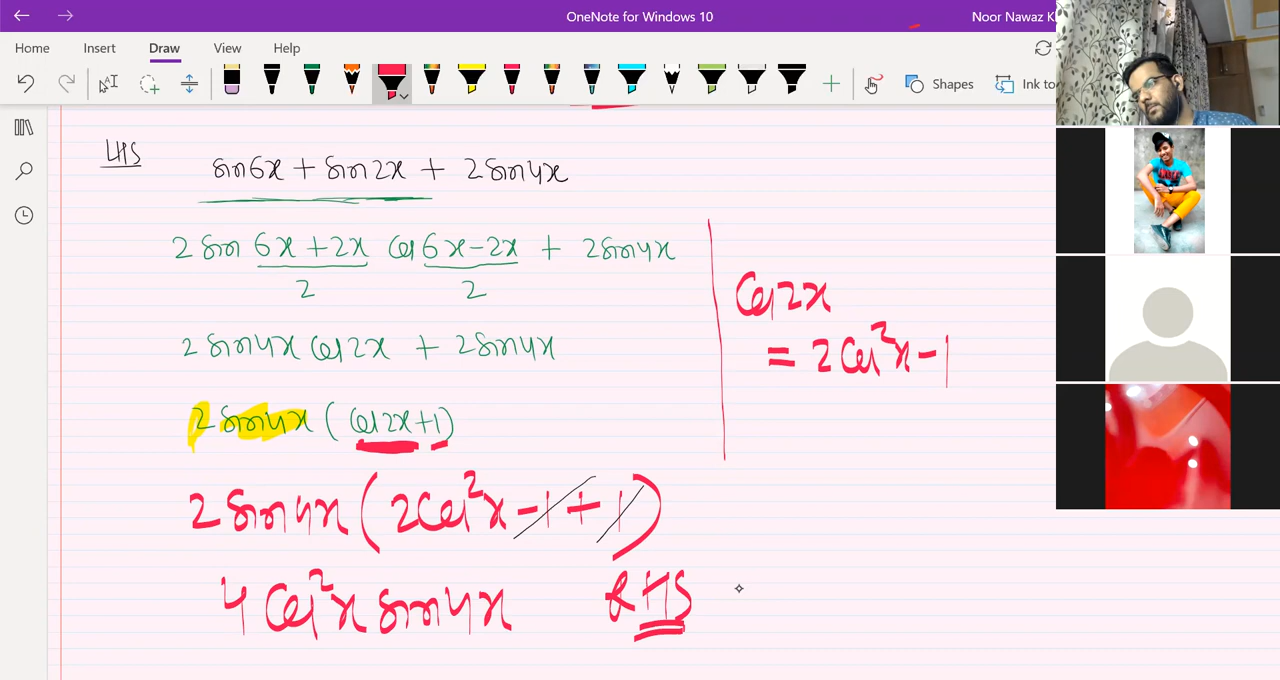 OneNote for Windows 10
Noor Nawaz K
Home Insert Draw View Help
Shapes
Ink to
LHS
sin6x + sin2x + 2sin4x
2 sin 6x+2x/2 cos 6x-2x/2 + 2sin4x
2 sin4x cos2x + 2sin4x
2 sin4x (cos2x+1)
2 sin4x (2cos²x - 1 + 1)
4 cos²x sin4x RHS
cos2x
= 2cos²x - 1